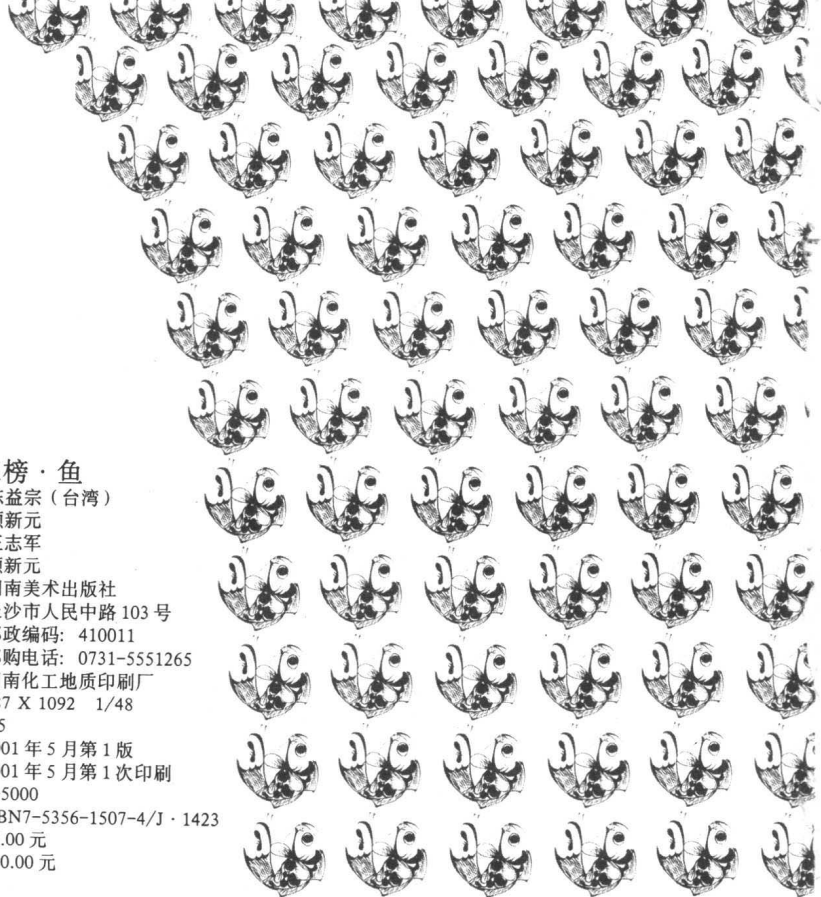 榜 · 鱼
益宗（台湾）
新元
志军
新元
南美术出版社
沙市人民中路 103 号
政编码: 410011
购电话: 0731-5551265
南化工地质印刷厂
7 X 1092 1/48
5
01 年 5 月第 1 版
01 年 5 月第 1 次印刷
5000
BN7-5356-1507-4/J · 1423
.00 元
0.00 元